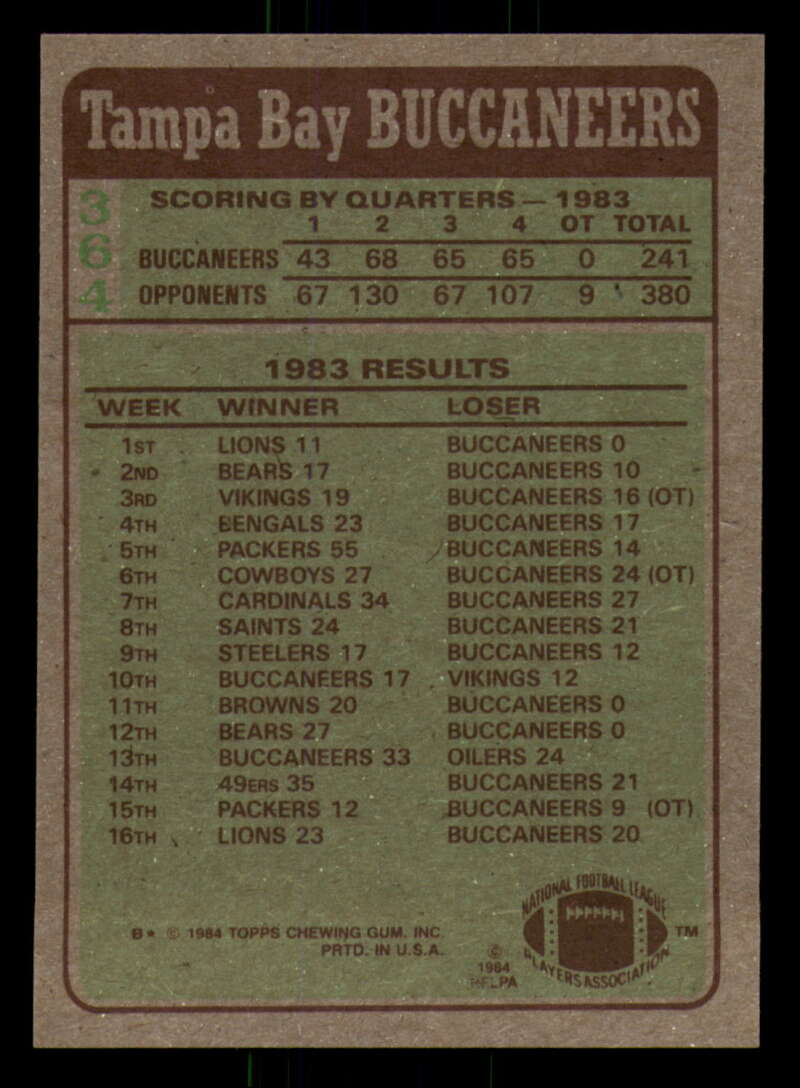 Tampa Bay BUCCANEERS
364
SCORING BY QUARTERS — 1983
1 2 3 4 OT TOTAL
BUCCANEERS 43 68 65 65 0 241
OPPONENTS 67 130 67 107 9 380
1983 RESULTS
WEEK WINNER LOSER
1ST LIONS 11 BUCCANEERS 0
2ND BEARS 17 BUCCANEERS 10
3RD VIKINGS 19 BUCCANEERS 16 (OT)
4TH BENGALS 23 BUCCANEERS 17
5TH PACKERS 55 BUCCANEERS 14
6TH COWBOYS 27 BUCCANEERS 24 (OT)
7TH CARDINALS 34 BUCCANEERS 27
8TH SAINTS 24 BUCCANEERS 21
9TH STEELERS 17 BUCCANEERS 12
10TH BUCCANEERS 17 VIKINGS 12
11TH BROWNS 20 BUCCANEERS 0
12TH BEARS 27 BUCCANEERS 0
13TH BUCCANEERS 33 OILERS 24
14TH 49ERS 35 BUCCANEERS 21
15TH PACKERS 12 BUCCANEERS 9 (OT)
16TH LIONS 23 BUCCANEERS 20
B* © 1984 TOPPS CHEWING GUM. INC.
PRTD. IN U.S.A.
©
1984
NFLPA
NATIONAL FOOTBALL LEAGUE
PLAYERS ASSOCIATION
TM